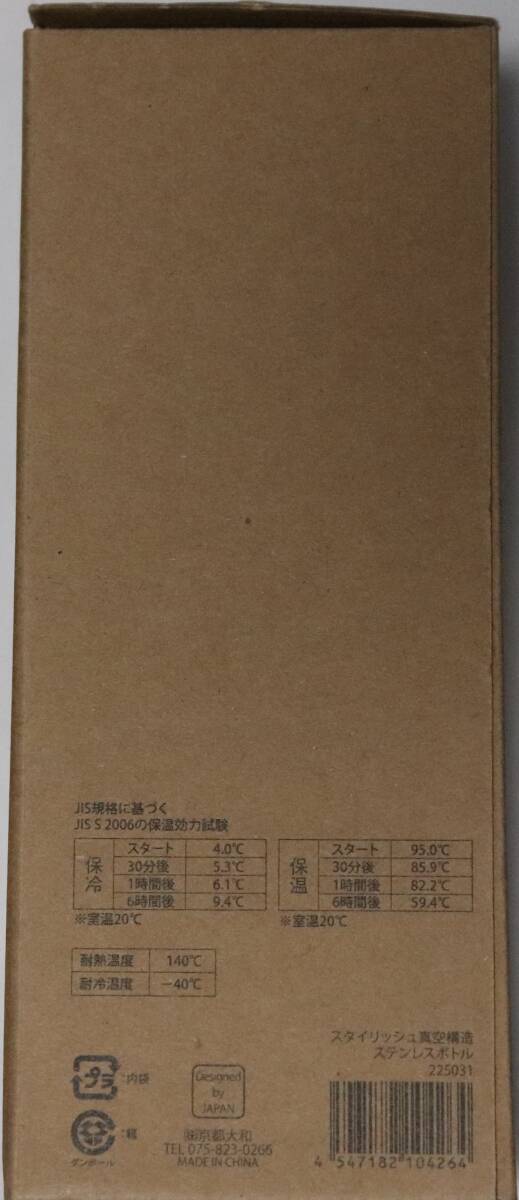 JIS規格に基づく
JIS S 2006の保温効力試験
保冷
スタート 4.0℃
30分後 5.3℃
1時間後 6.1℃
6時間後 9.4℃
※室温20℃
保温
スタート 95.0℃
30分後 85.9℃
1時間後 82.2℃
6時間後 59.4℃
※室温20℃
耐熱温度 140℃
耐冷温度 −40℃
プラ :内袋
:箱
ダンボール
Designed
by
JAPAN
㈱京都大和
TEL 075-823-0266
MADE IN CHINA
スタイリッシュ真空構造
ステンレスボトル
225031
4 547182 104264